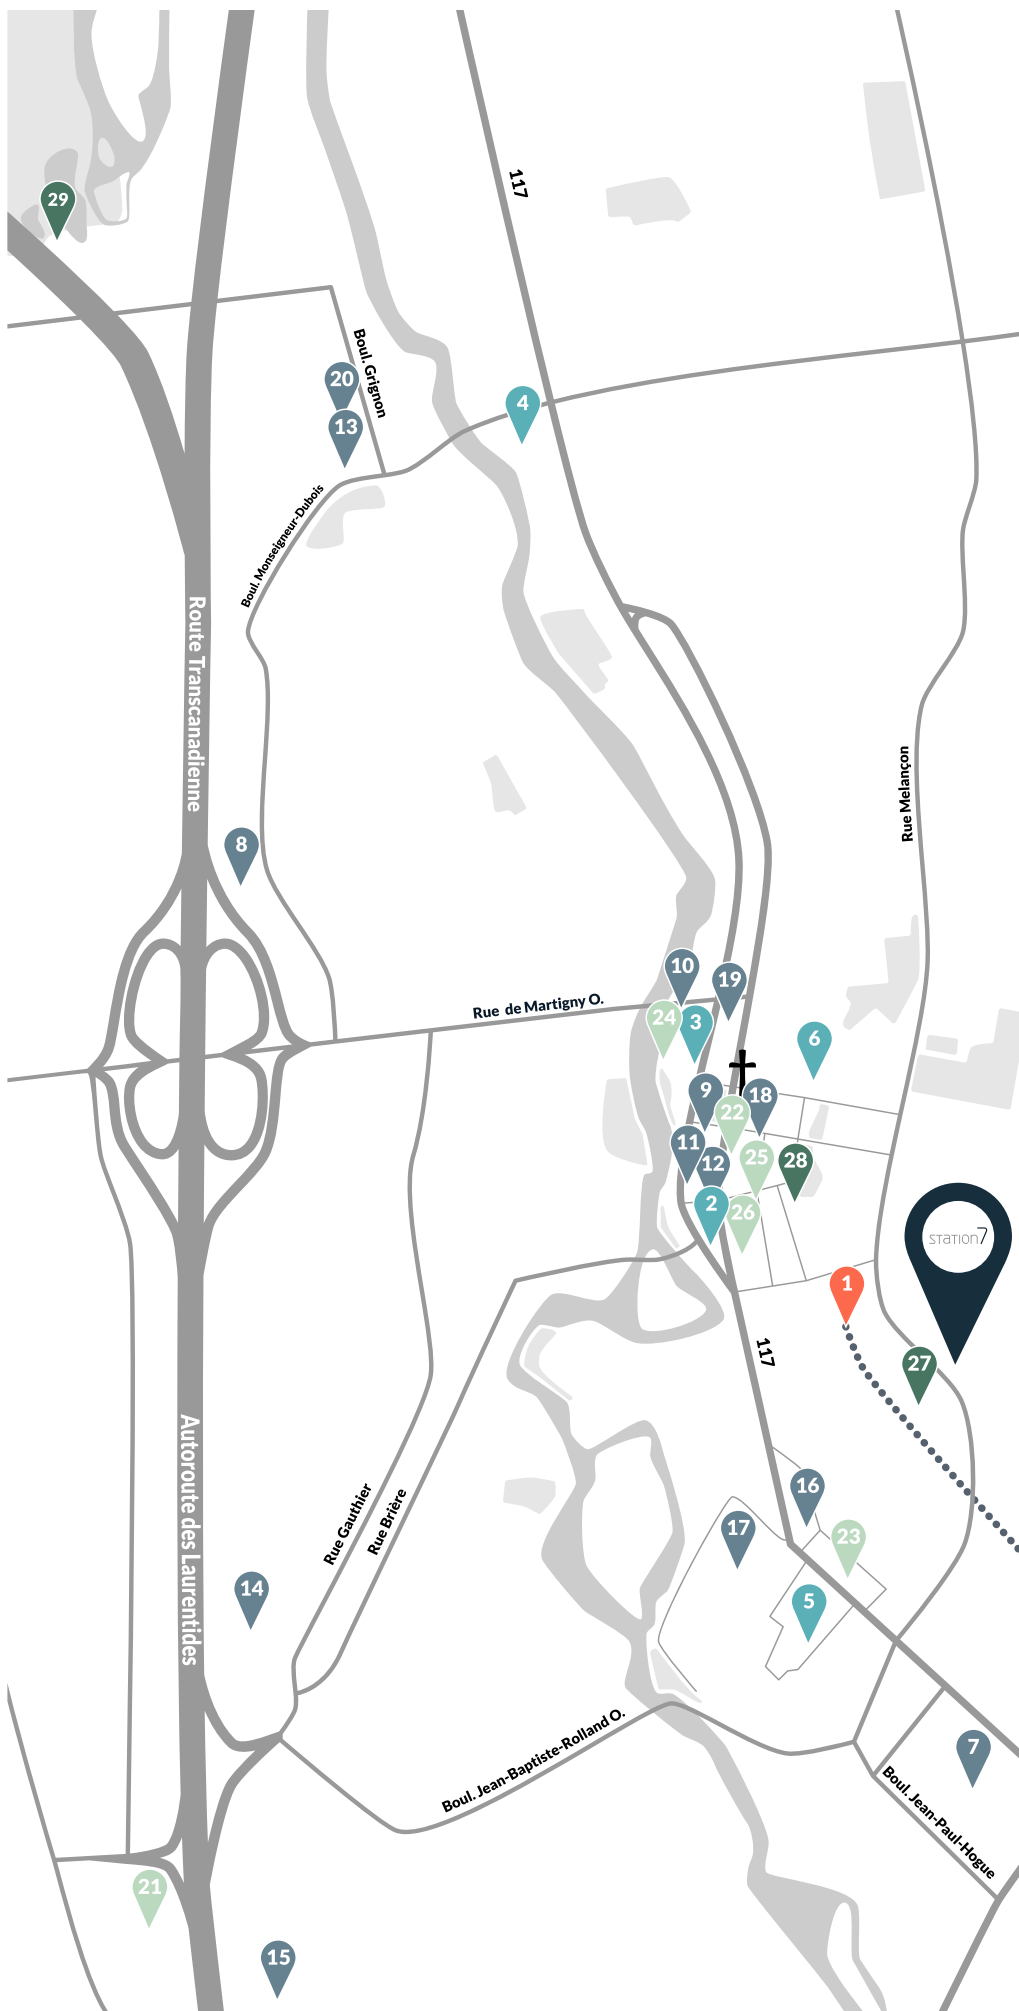 117
29
Boul. Grignon
20
4
13
Boul. Monseigneur-Dubois
Route Transcanadienne
Rue Melançon
8
10
19
Rue de Martigny O.
24
3
6
9
18
22
11
12
25
28
2
26
STATION7
1
117
27
Autoroute des Laurentides
Rue Gauthier
Rue Brière
16
17
23
14
5
Boul. Jean-Baptiste-Rolland O.
7
Boul. Jean-Paul-Hogue
21
15